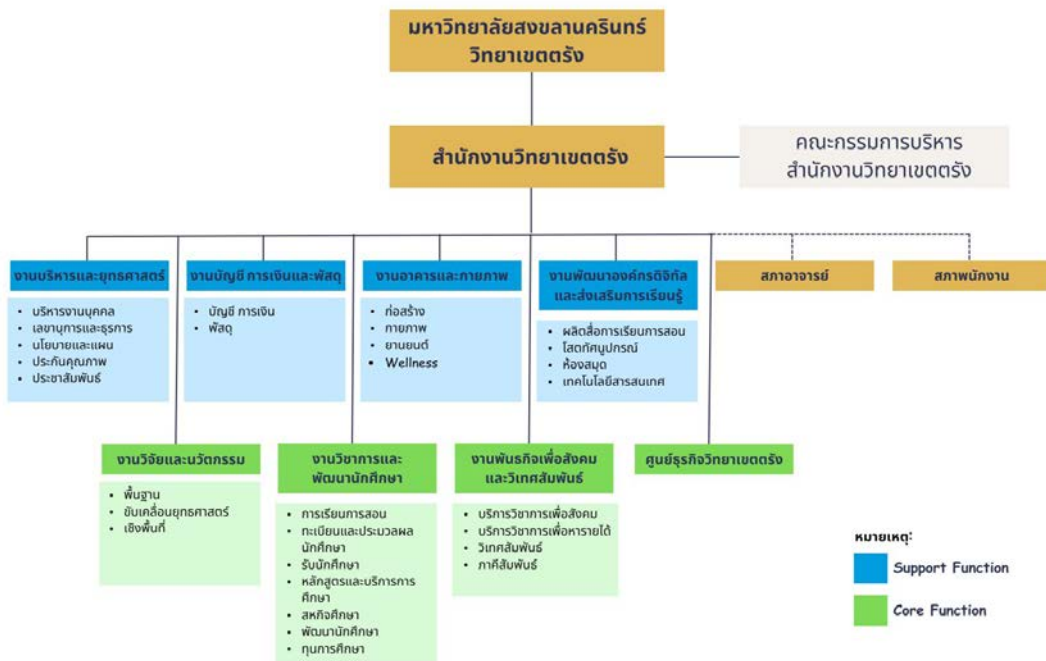 มหาวิทยาลัยสงขลานครินทร์
วิทยาเขตตรัง
สำนักงานวิทยาเขตตรัง
คณะกรรมการบริหาร
สำนักงานวิทยาเขตตรัง
งานบริหารและยุทธศาสตร์
• บริหารงานบุคคล
• เลขานุการและธุรการ
• นโยบายและแผน
• ประกันคุณภาพ
• ประชาสัมพันธ์
งานบัญชี การเงินและพัสดุ
• บัญชี การเงิน
• พัสดุ
งานอาคารและกายภาพ
• ก่อสร้าง
• กายภาพ
• ยานยนต์
• Wellness
งานพัฒนาองค์กรดิจิทัล
และส่งเสริมการเรียนรู้
• ผลิตสื่อการเรียนการสอน
• โสตทัศนูปกรณ์
• ห้องสมุด
• เทคโนโลยีสารสนเทศ
สภาอาจารย์
สภาพนักงาน
งานวิจัยและนวัตกรรม
• พื้นฐาน
• ขับเคลื่อนยุทธศาสตร์
• เชิงพื้นที่
งานวิชาการและ
พัฒนานักศึกษา
• การเรียนการสอน
• ทะเบียนและประมวลผล
นักศึกษา
• รับนักศึกษา
• หลักสูตรและบริการการ
ศึกษา
• สหกิจศึกษา
• พัฒนานักศึกษา
• ทุนการศึกษา
งานพันธกิจเพื่อสังคม
และวิเทศสัมพันธ์
• บริการวิชาการเพื่อสังคม
• บริการวิชาการเพื่อหารายได้
• วิเทศสัมพันธ์
• ภาคีสัมพันธ์
ศูนย์ธุรกิจวิทยาเขตตรัง
หมายเหตุ:
Support Function
Core Function